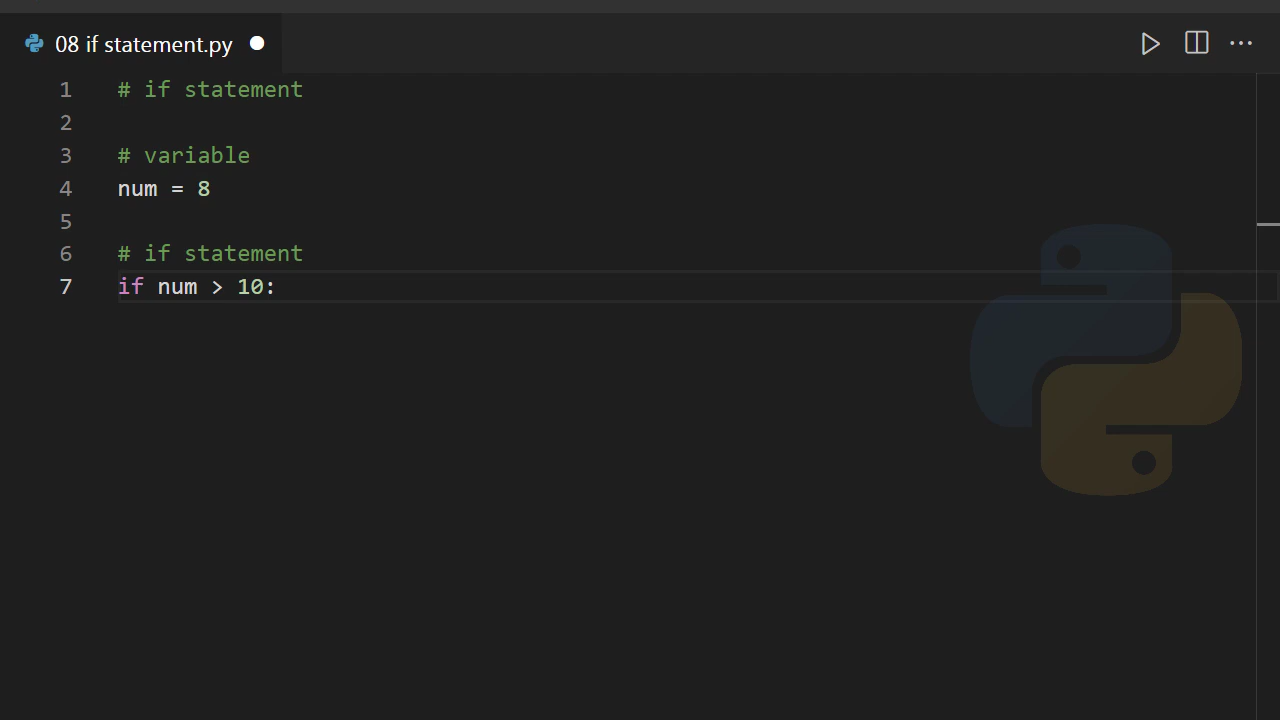 08 if statement.py
1 # if statement
2
3 # variable
4 num = 8
5
6 # if statement
7 if num > 10: